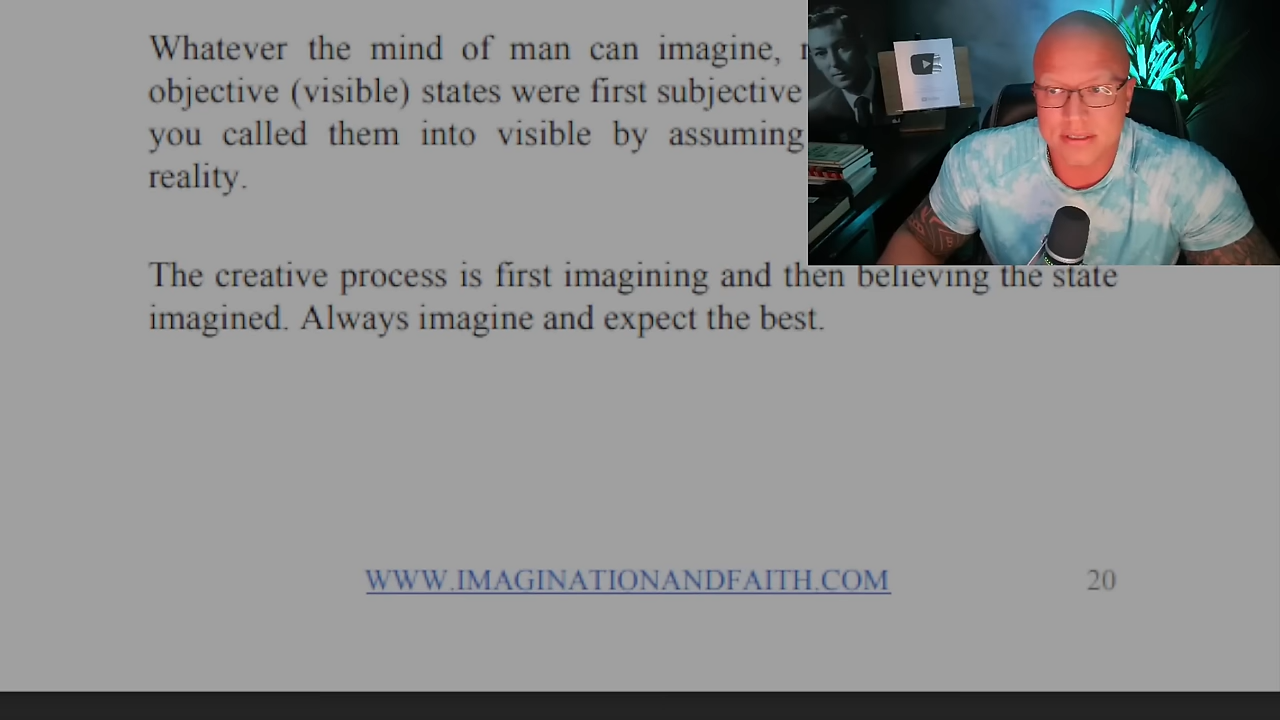 Whatever the mind of man can imagine,
objective (visible) states were first subjective
you called them into visible by assuming
reality.
The creative process is first imagining and then believing the state
imagined. Always imagine and expect the best.
WWW.IMAGINATIONANDFAITH.COM
20